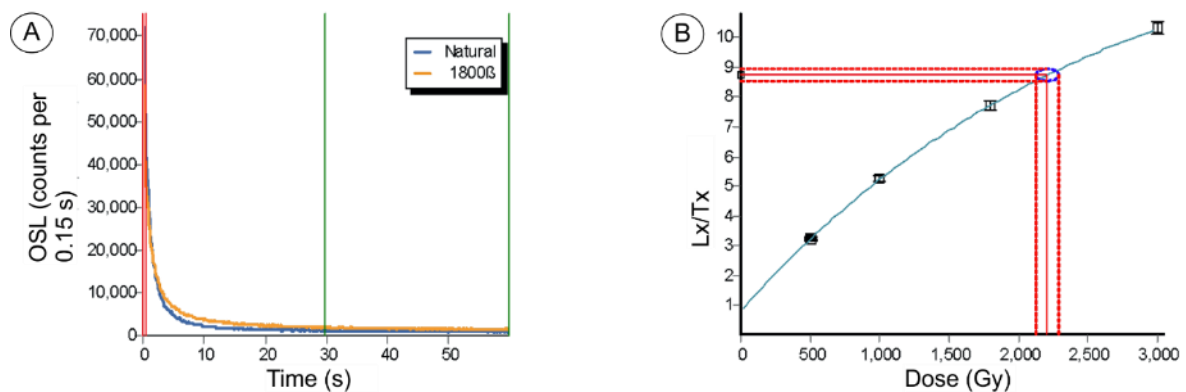 A
70,000
60,000
50,000
40,000
30,000
20,000
10,000
0
OSL (counts per
0.15 s)
Natural
1800ß
0 10 20 30 40 50
Time (s)
B
10
9
8
7
6
5
4
3
2
1
Lx/Tx
0 500 1,000 1,500 2,000 2,500 3,000
Dose (Gy)